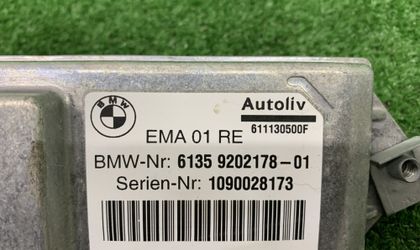 BMW
Autoliv
611130500F
EMA 01 RE
BMW-Nr: 6135 9202178-01
Serien-Nr: 1090028173